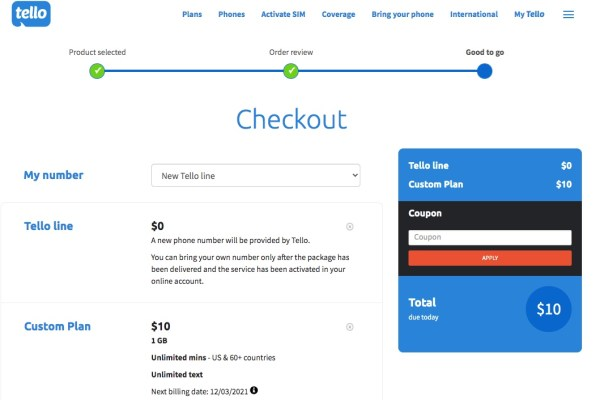 tello
Plans Phones Activate SIM Coverage Bring your phone International My Tello
Product selected Order review Good to go
Checkout
My number New Tello line
Tello line $0
A new phone number will be provided by Tello.
You can bring your own number only after the package has
been delivered and the service has been activated in your
online account.
Custom Plan $10
1 GB
Unlimited mins - US & 60+ countries
Unlimited text
Next billing date: 12/03/2021
Tello line $0
Custom Plan $10
Coupon
Coupon
APPLY
Total
due today
$10